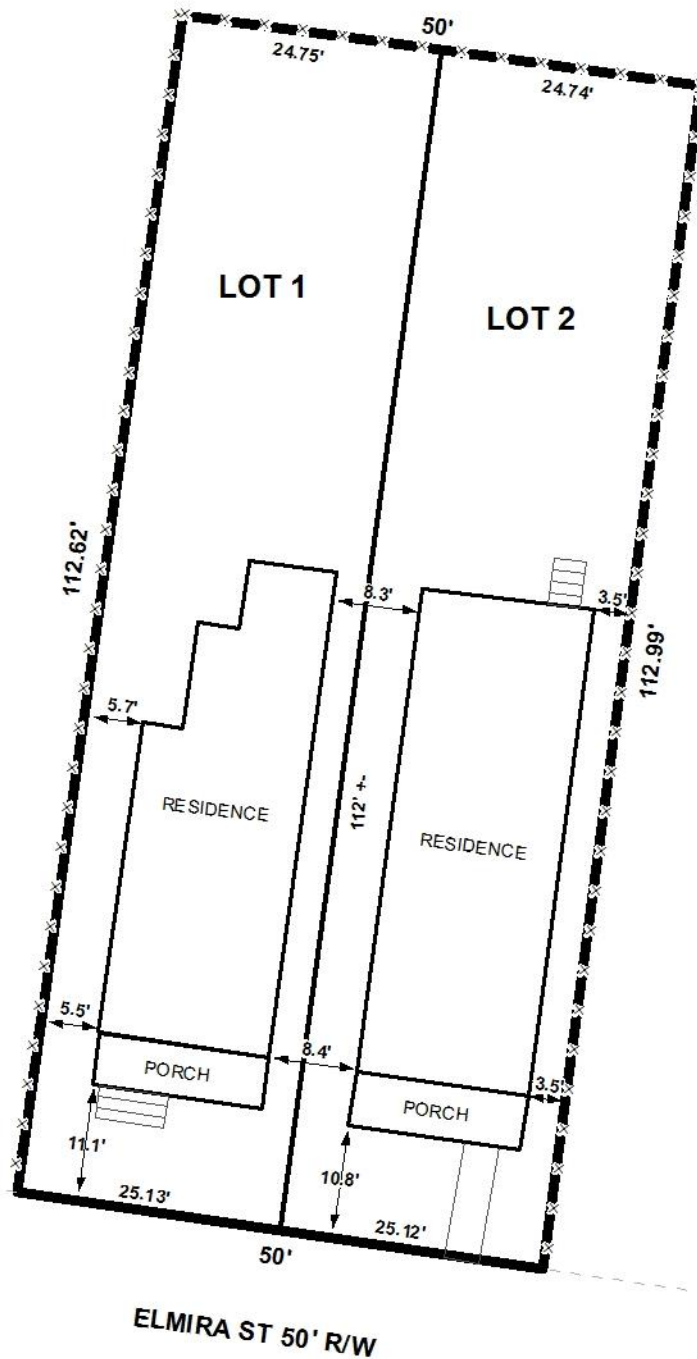 50'
24.75'
24.74'
LOT 1
LOT 2
112.62'
8.3'
3.5'
112.99'
5.7'
RESIDENCE
112' +-
RESIDENCE
5.5'
8.4'
PORCH
3.5'
PORCH
11.1'
10.8'
25.13'
25.12'
50'
ELMIRA ST 50' R/W